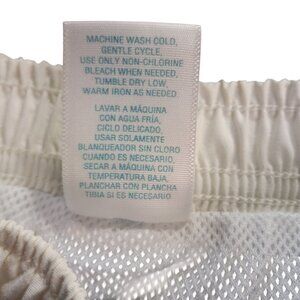 MACHINE WASH COLD,
GENTLE CYCLE,
USE ONLY NON-CHLORINE
BLEACH WHEN NEEDED,
TUMBLE DRY LOW,
WARM IRON AS NEEDED.
LAVAR A MÁQUINA
CON AGUA FRÍA,
CICLO DELICADO,
USAR SOLAMENTE
BLANQUEADOR SIN CLORO
CUANDO ES NECESARIO,
SECAR A MÁQUINA CON
TEMPERATURA BAJA,
PLANCHAR CON PLANCHA
TIBIA SI ES NECESARIO